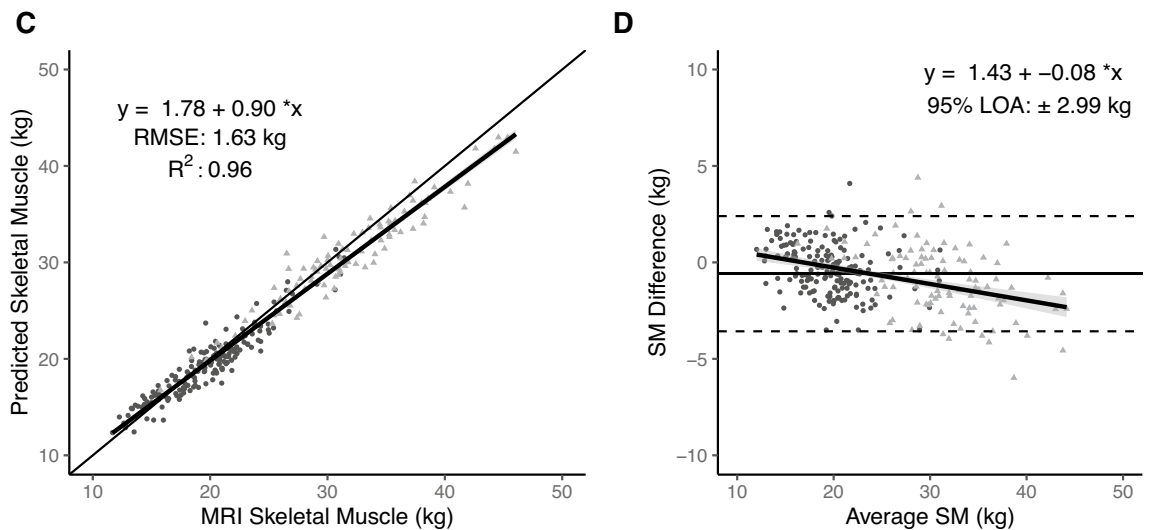 C
Predicted Skeletal Muscle (kg)
50
40
30
20
10
y = 1.78 + 0.90 *x
RMSE: 1.63 kg
R²: 0.96
10 20 30 40 50
MRI Skeletal Muscle (kg)
D
SM Difference (kg)
10
5
0
−5
−10
y = 1.43 + −0.08 *x
95% LOA: ± 2.99 kg
10 20 30 40 50
Average SM (kg)